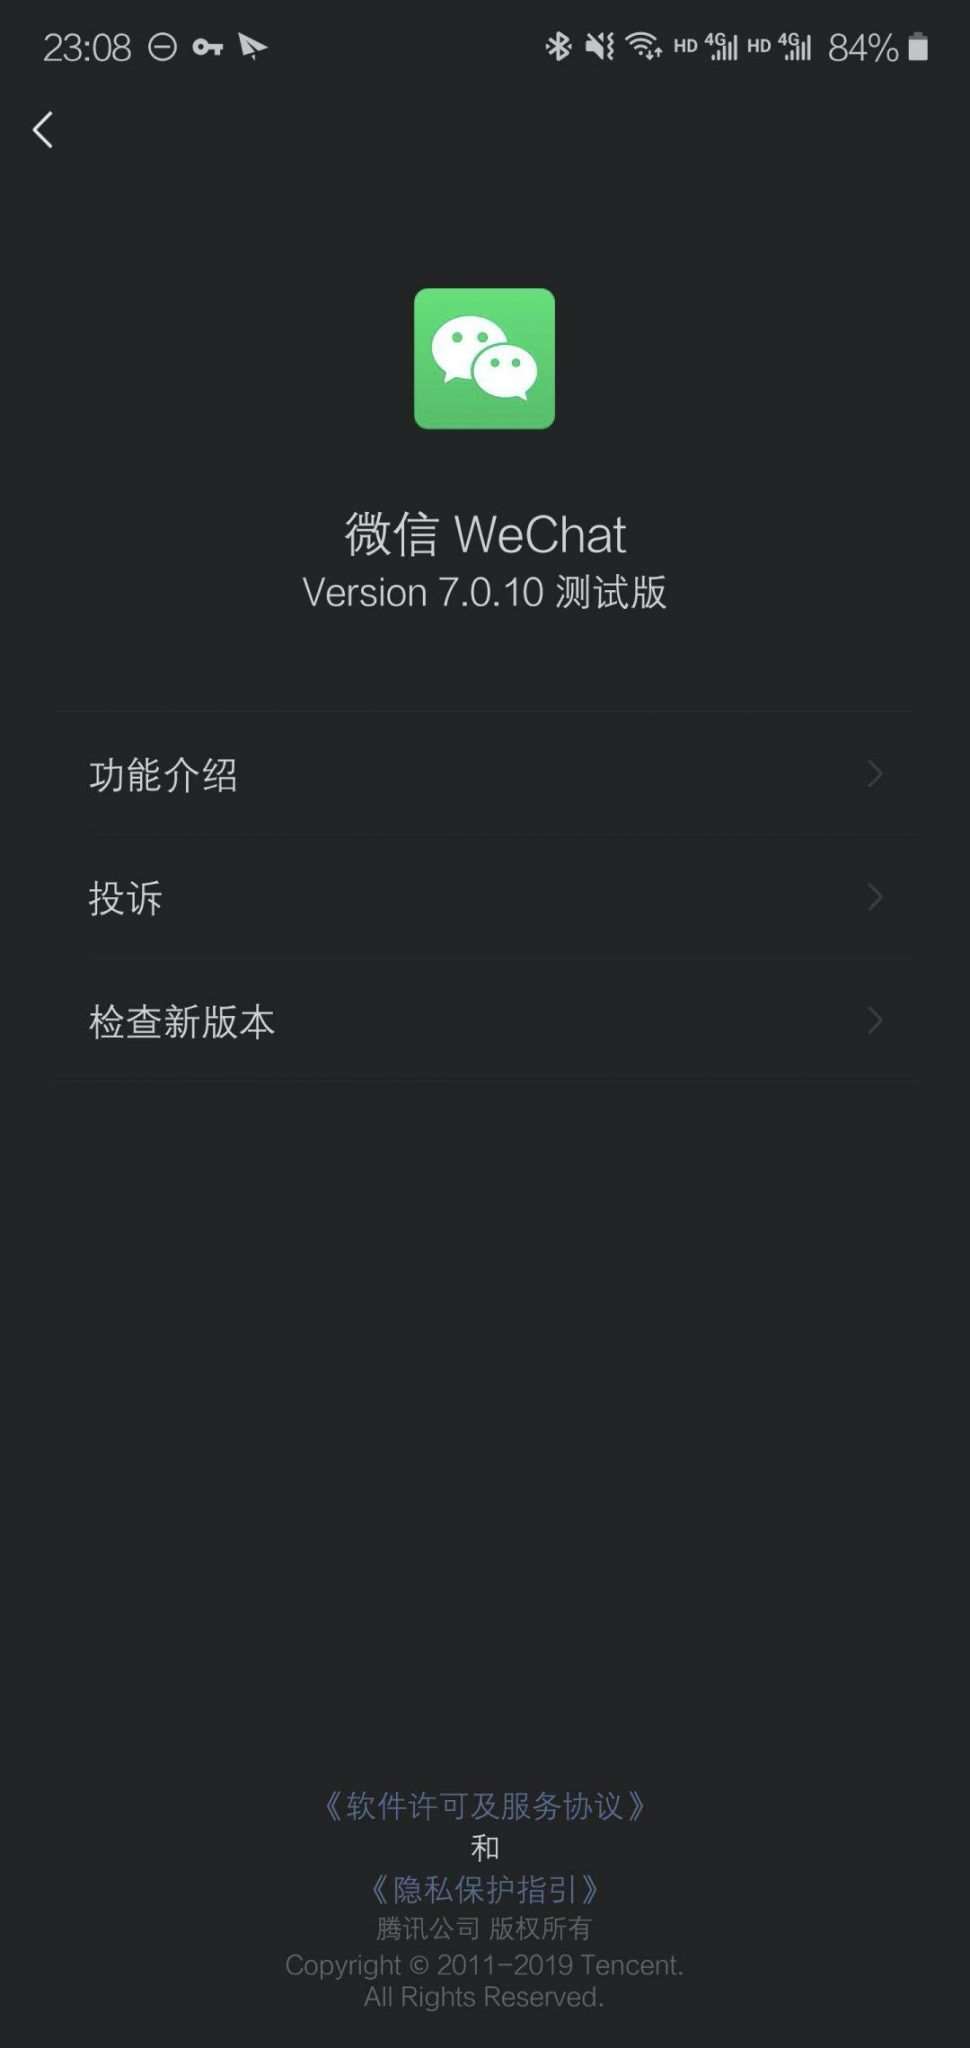 23:08 HD 4G HD 4G 84%
微信 WeChat
Version 7.0.10 测试版
功能介绍
投诉
检查新版本
《软件许可及服务协议》
和
《隐私保护指引》
腾讯公司 版权所有
Copyright © 2011-2019 Tencent.
All Rights Reserved.